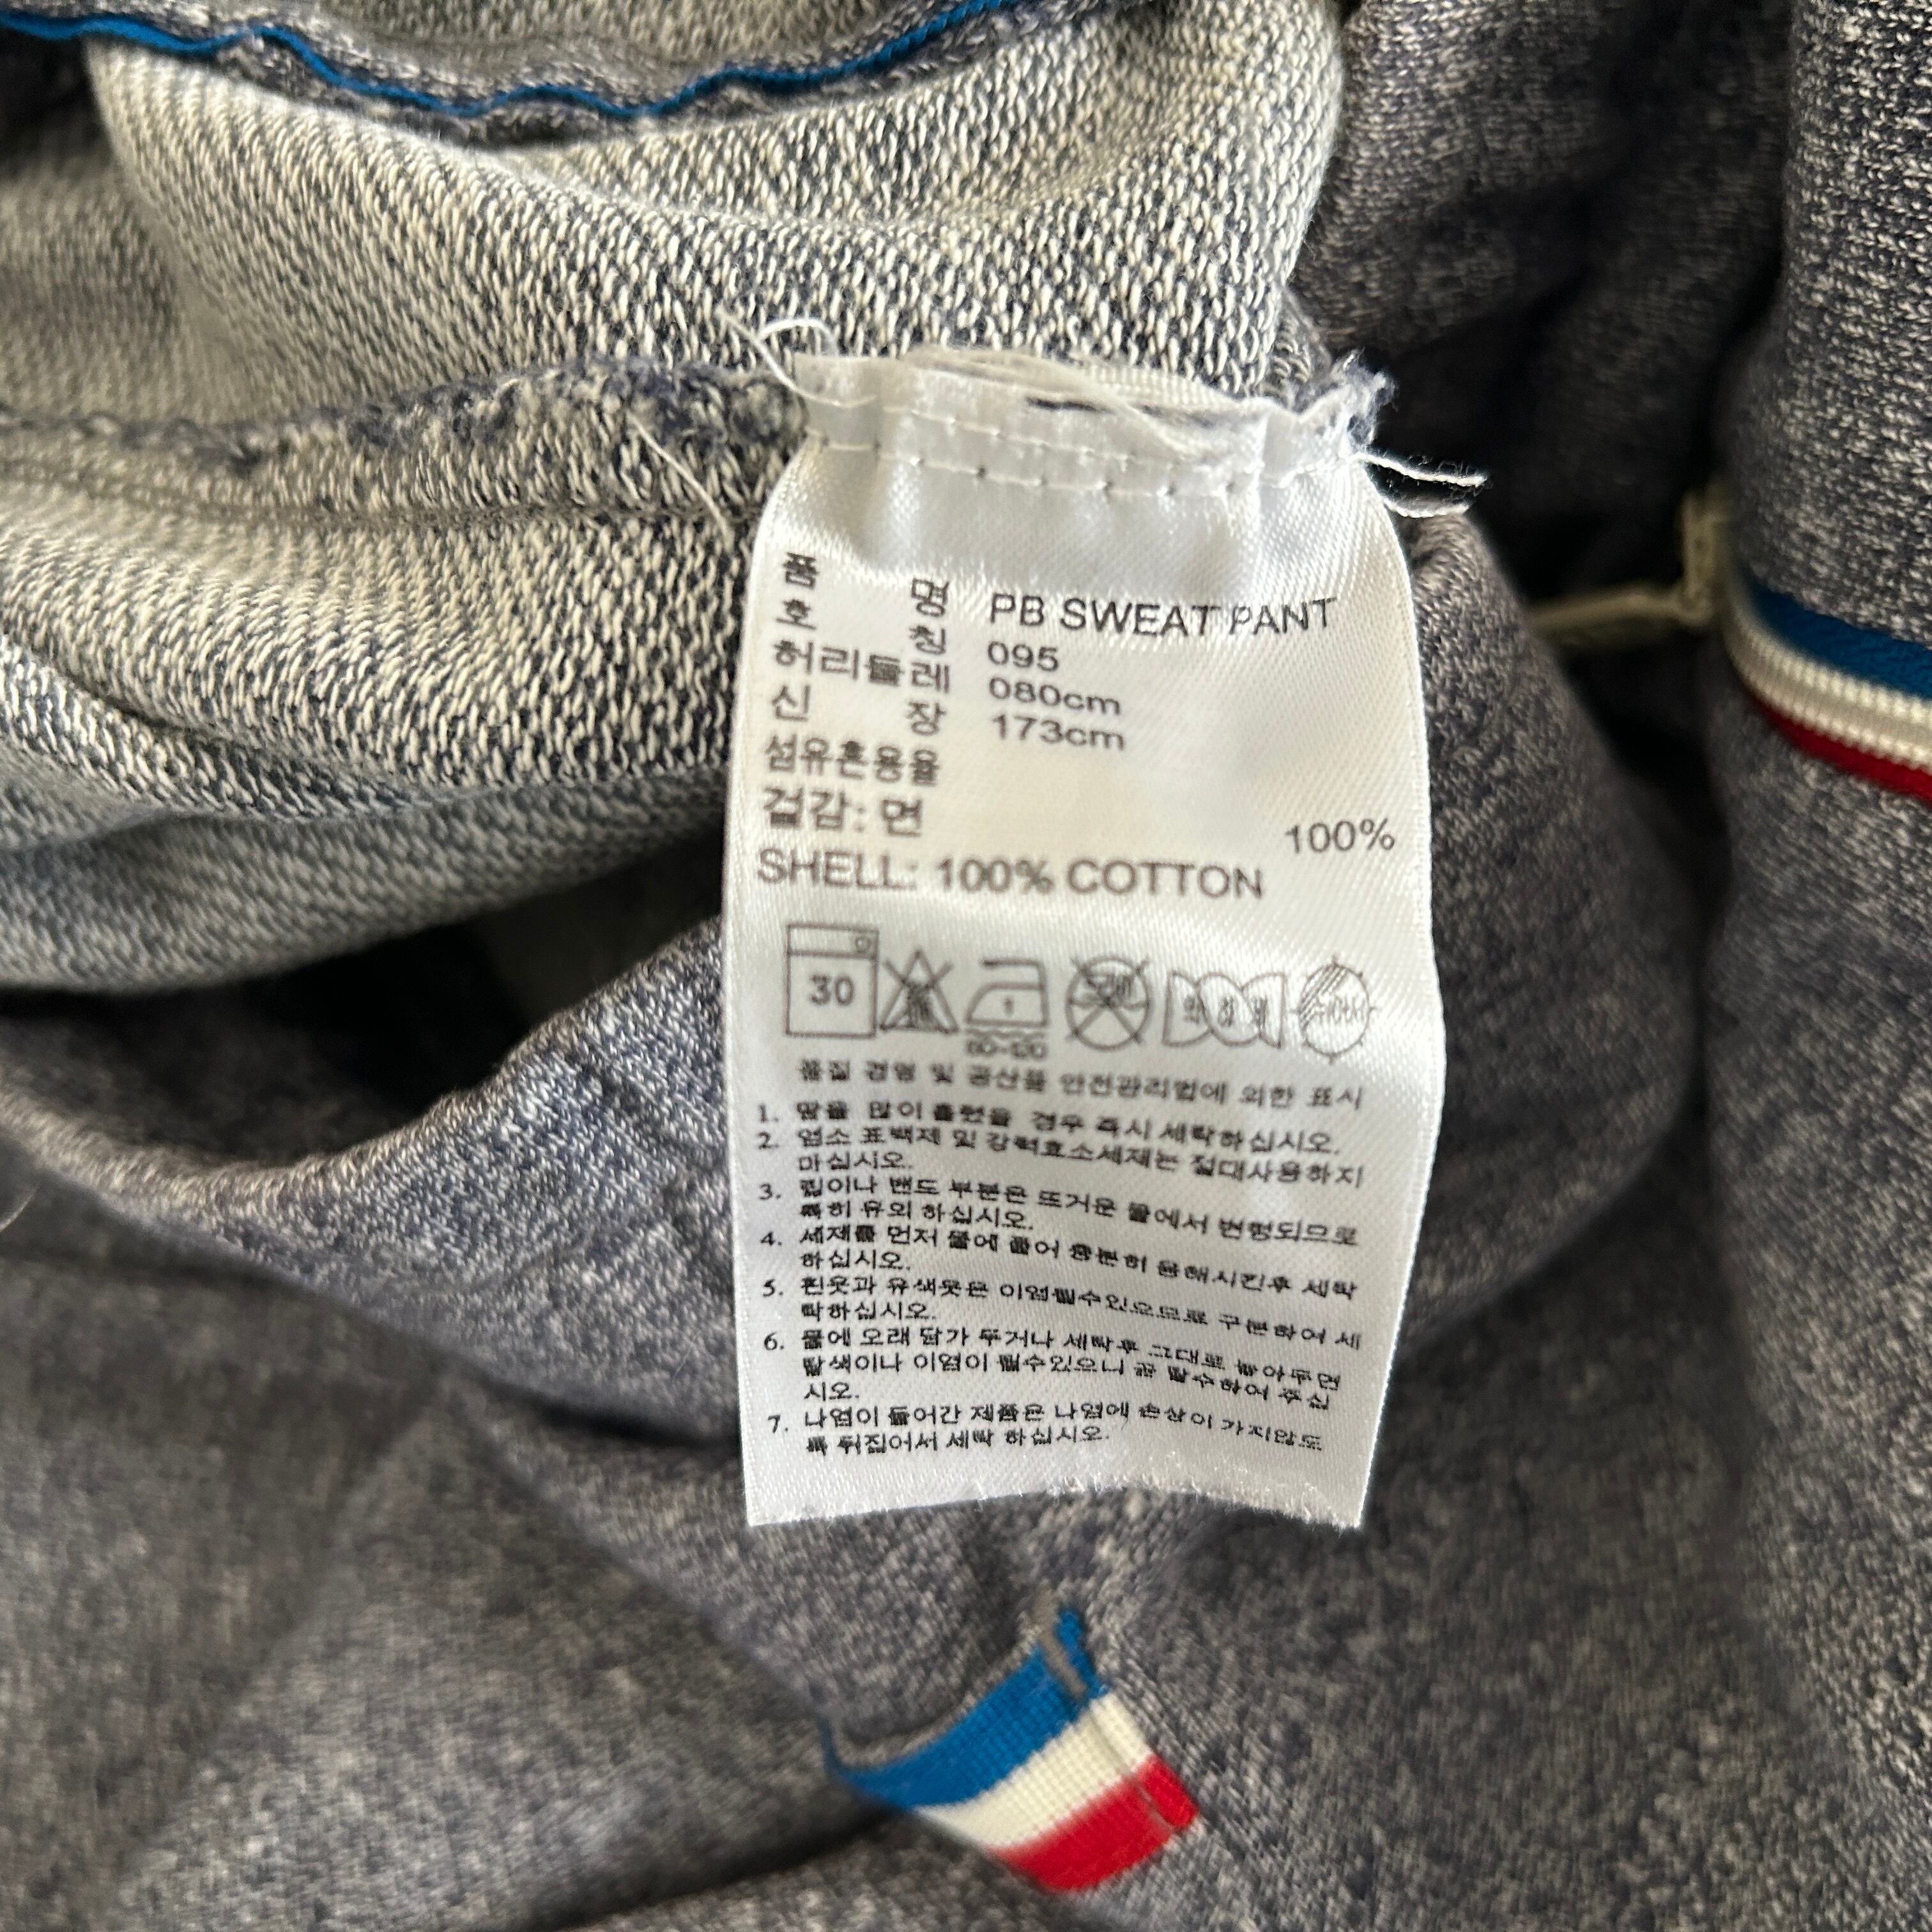 품 명 PB SWEAT PANT
호 칭 095
허리둘레 080cm
신 장 173cm
섬유혼용율
겉감: 면 100%
SHELL: 100% COTTON
30
80~120
품질 경영 및 공산품 안전관리법에 의한 표시
1. 땀을 많이 흘렸을 경우 즉시 세탁하십시오.
2. 염소 표백제 및 강력효소세제는 절대사용하지
마십시오.
3. 립이나 밴드 부분은 뜨거운 물에서 변형되므로
특히 유의 하십시오.
4. 세제를 먼저 물에 풀어 충분히 용해시킨후 세탁
하십시오.
5. 흰옷과 유색옷은 이염될수있으므로 구분하여 세
탁하십시오.
6. 물에 오래 담가 두거나 세탁후 그대로 놓아두면
탈색이나 이염이 될수있으니 곧 탈수하여 주십
시오.
7. 나염이 들어간 제품은 나염에 손상이 가지않도
록 뒤집어서 세탁 하십시오.